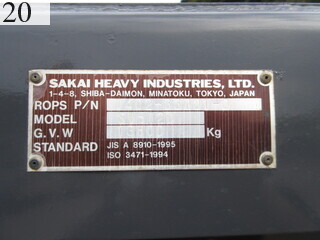 20
SAKAI HEAVY INDUSTRIES, LTD.
1-4-8, SHIBA-DAIMON, MINATOKU, TOKYO, JAPAN
ROPS P/N
MODEL
G.V.W Kg
STANDARD JIS A 8910-1995
ISO 3471-1994